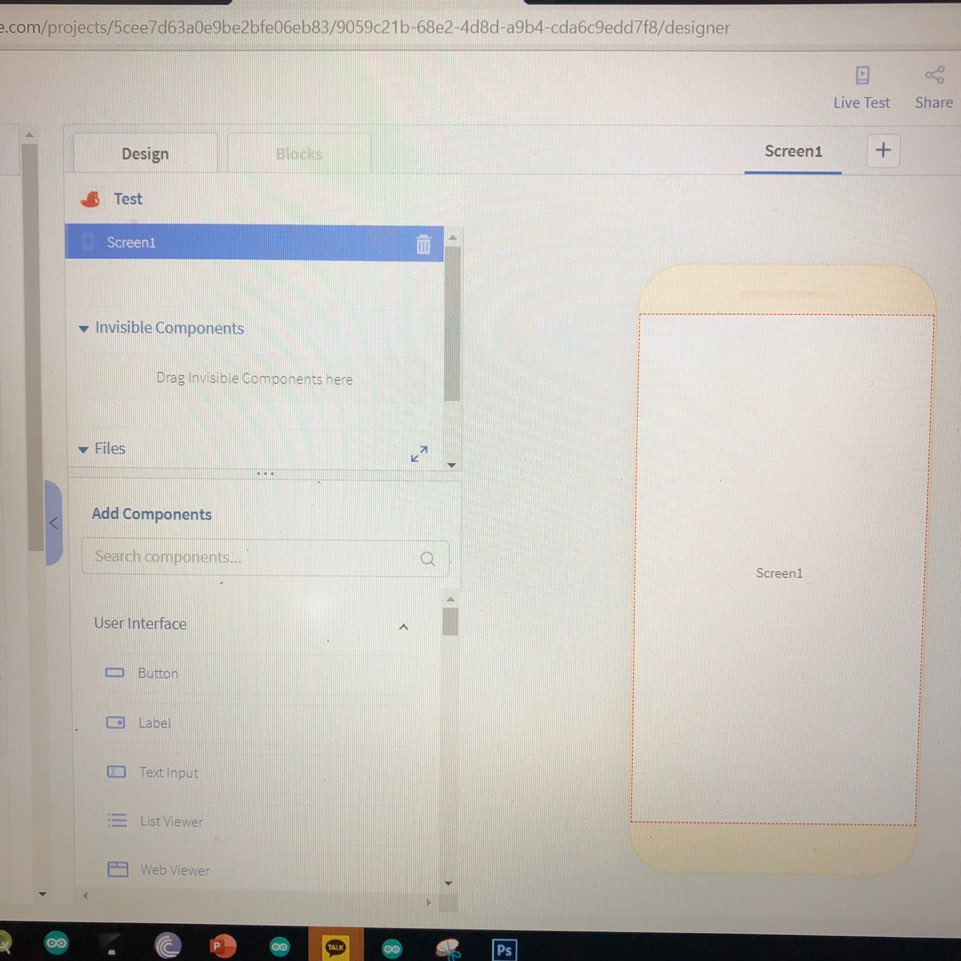 e.com/projects/5cee7d63a0e9be2bfe06eb83/9059c21b-68e2-4d8d-a9b4-cda6c9edd7f8/designer
Live Test
Share
Design
Blocks
Screen1
+
Test
Screen1
Invisible Components
Drag Invisible Components here
Files
Add Components
Search components...
User Interface
Button
Label
Text Input
List Viewer
Web Viewer
Screen1
P
TALK
Ps